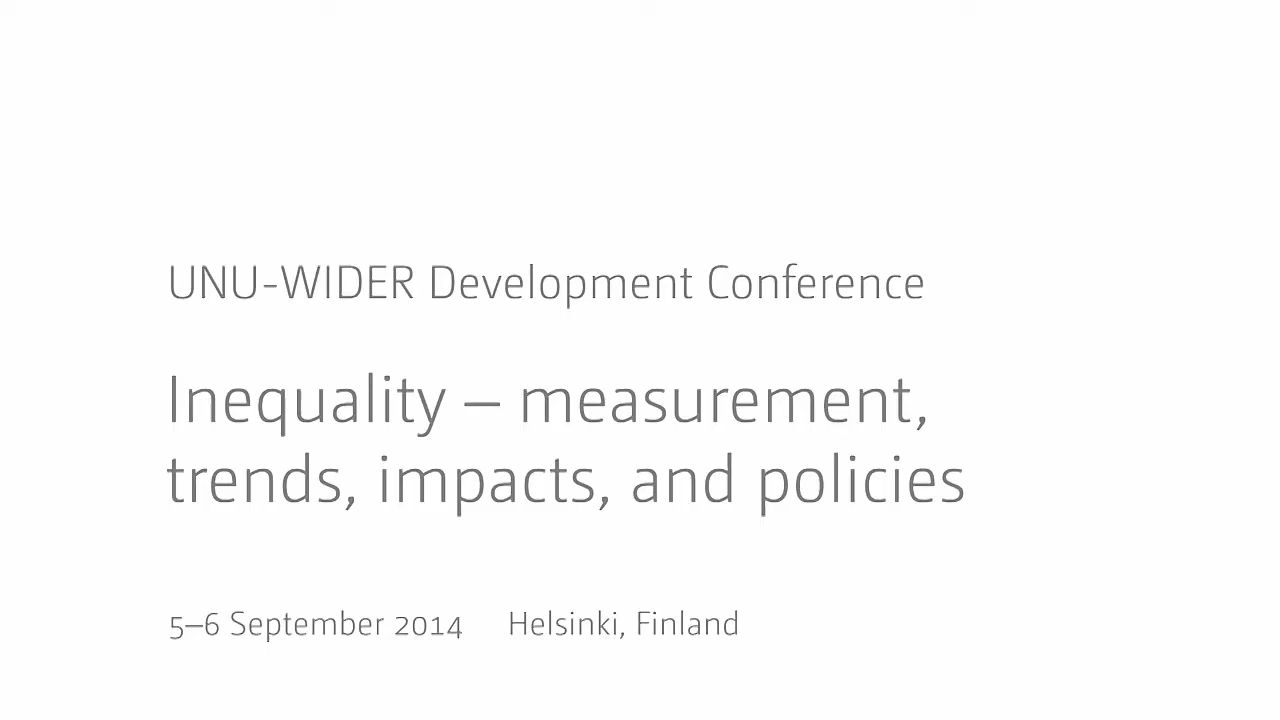 UNU-WIDER Development Conference
Inequality – measurement,
trends, impacts, and policies
5–6 September 2014 Helsinki, Finland